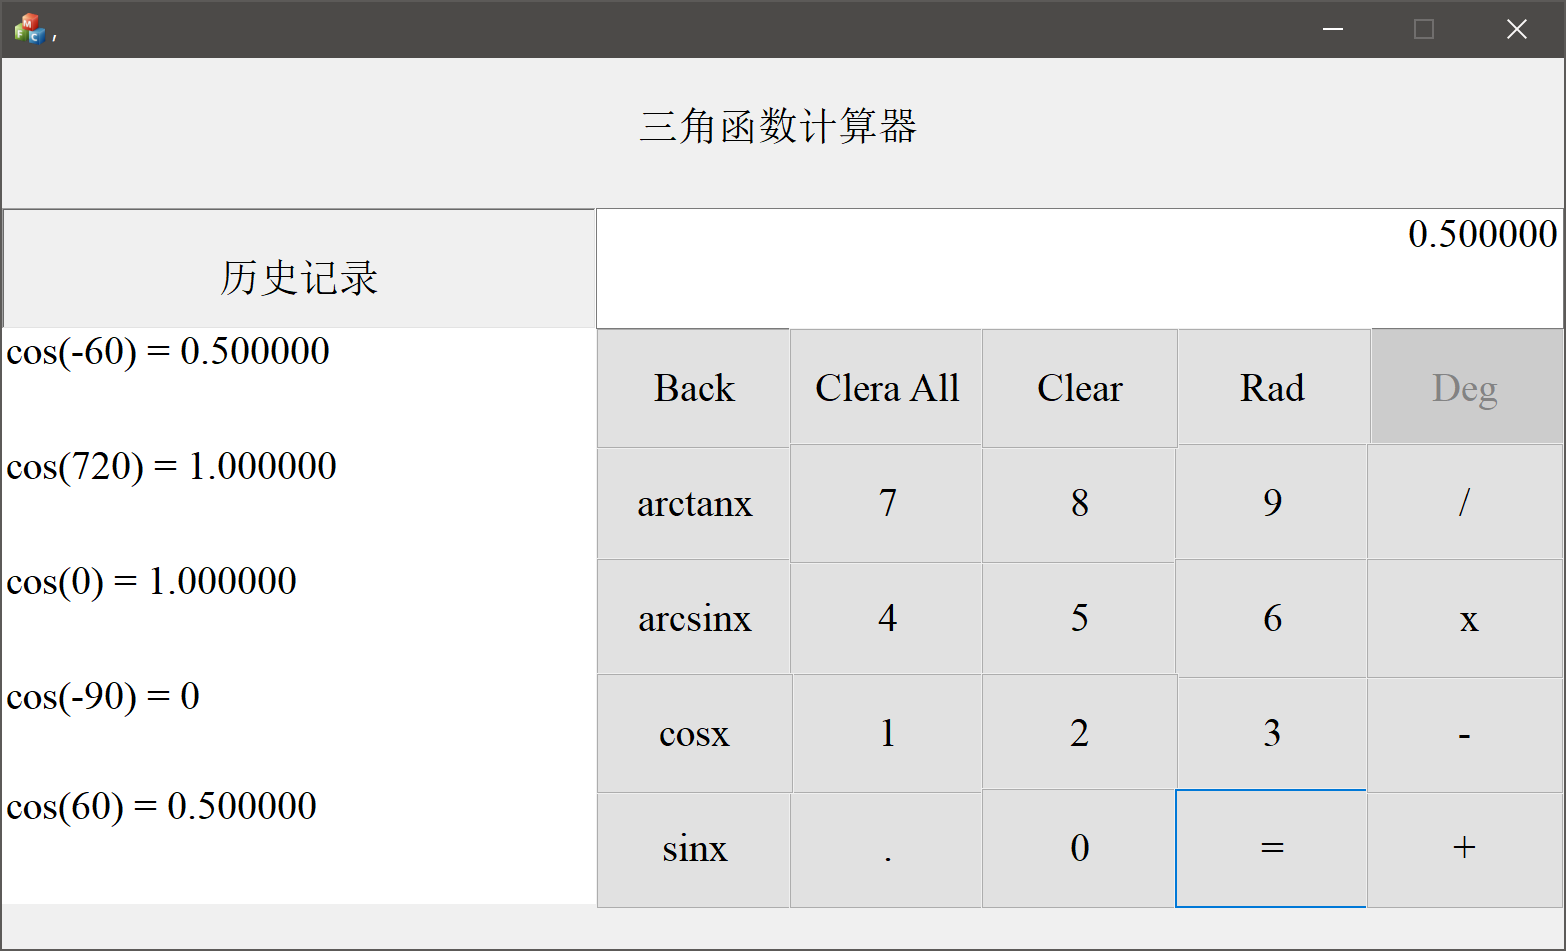 ,
三角函数计算器
历史记录
0.500000
cos(-60) = 0.500000
cos(720) = 1.000000
cos(0) = 1.000000
cos(-90) = 0
cos(60) = 0.500000
Back Clera All Clear Rad Deg
arctanx 7 8 9 /
arcsinx 4 5 6 x
cosx 1 2 3 -
sinx . 0 = +